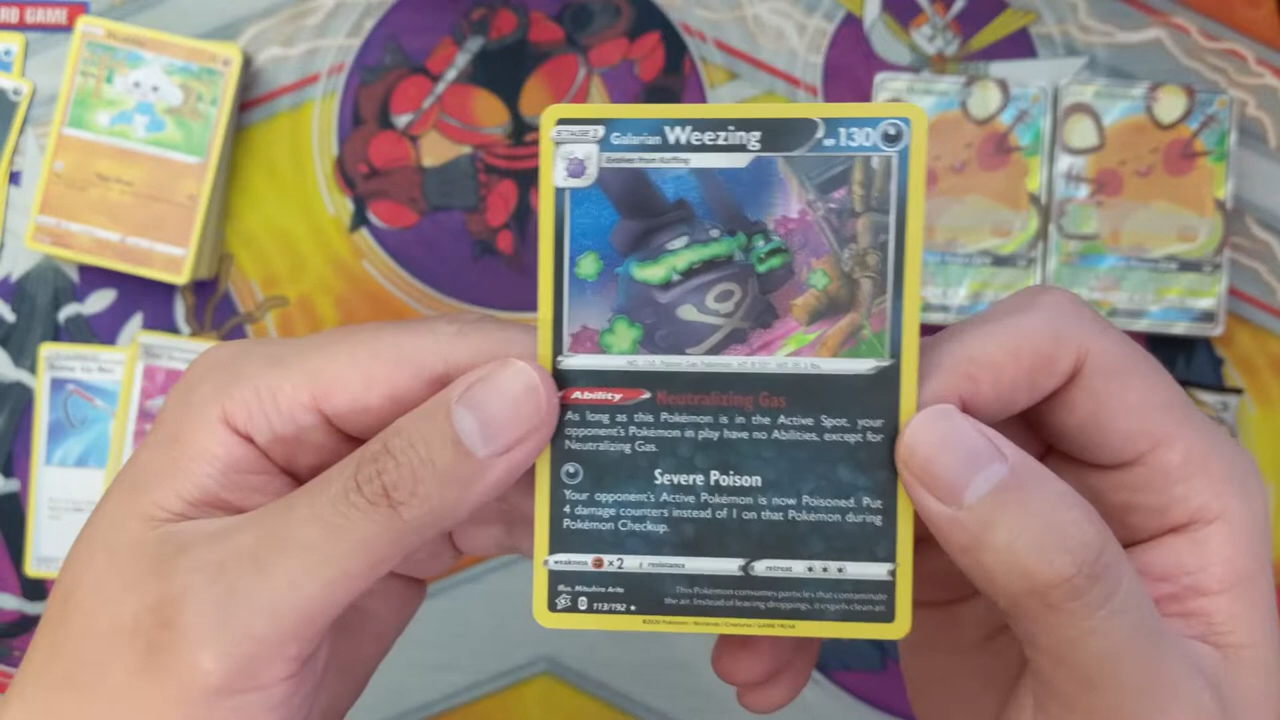 RD GAME
STAGE 1
Galarian Weezing
HP 130
Evolves from Koffing
Ability
Neutralizing Gas
As long as this Pokémon is in the Active Spot, your
opponent's Pokémon in play have no Abilities, except for
Neutralizing Gas.
Severe Poison
Your opponent's Active Pokémon is now Poisoned. Put
4 damage counters instead of 1 on that Pokémon during
Pokémon Checkup.
weakness ×2 resistance
retreat
Illus. Mitsuhiro Arita
This Pokémon consumes particles that contaminate
the air. Instead of leaving droppings, it expels clean air.
113/192
©2020 Pokémon / Nintendo / Creatures / GAME FREAK